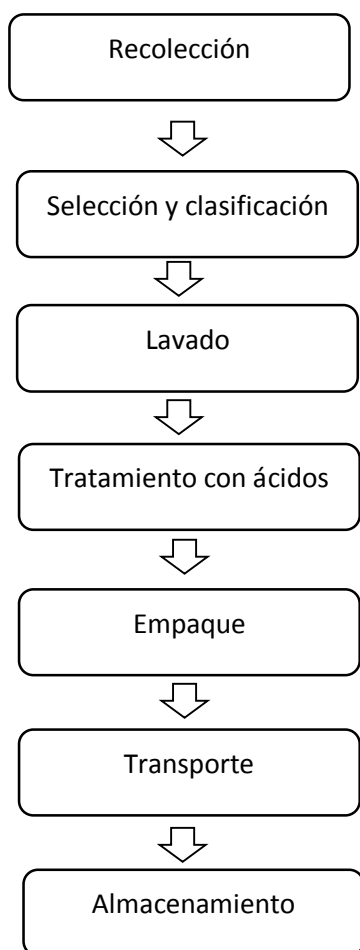 Recolección
Selección y clasificación
Lavado
Tratamiento con ácidos
Empaque
Transporte
Almacenamiento